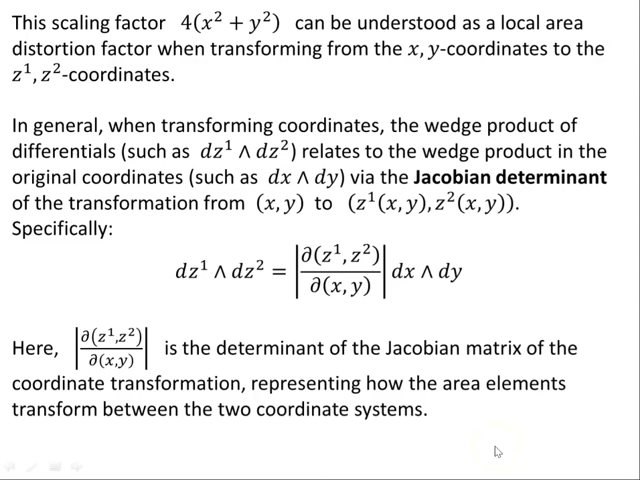 This scaling factor 4(x² + y²) can be understood as a local area
distortion factor when transforming from the x, y-coordinates to the
z¹, z²-coordinates.
In general, when transforming coordinates, the wedge product of
differentials (such as dz¹ ∧ dz²) relates to the wedge product in the
original coordinates (such as dx ∧ dy) via the Jacobian determinant
of the transformation from (x, y) to (z¹(x, y), z²(x, y)).
Specifically:
dz¹ ∧ dz² = |∂(z¹, z²)/∂(x, y)| dx ∧ dy
Here, |∂(z¹,z²)/∂(x,y)| is the determinant of the Jacobian matrix of the
coordinate transformation, representing how the area elements
transform between the two coordinate systems.